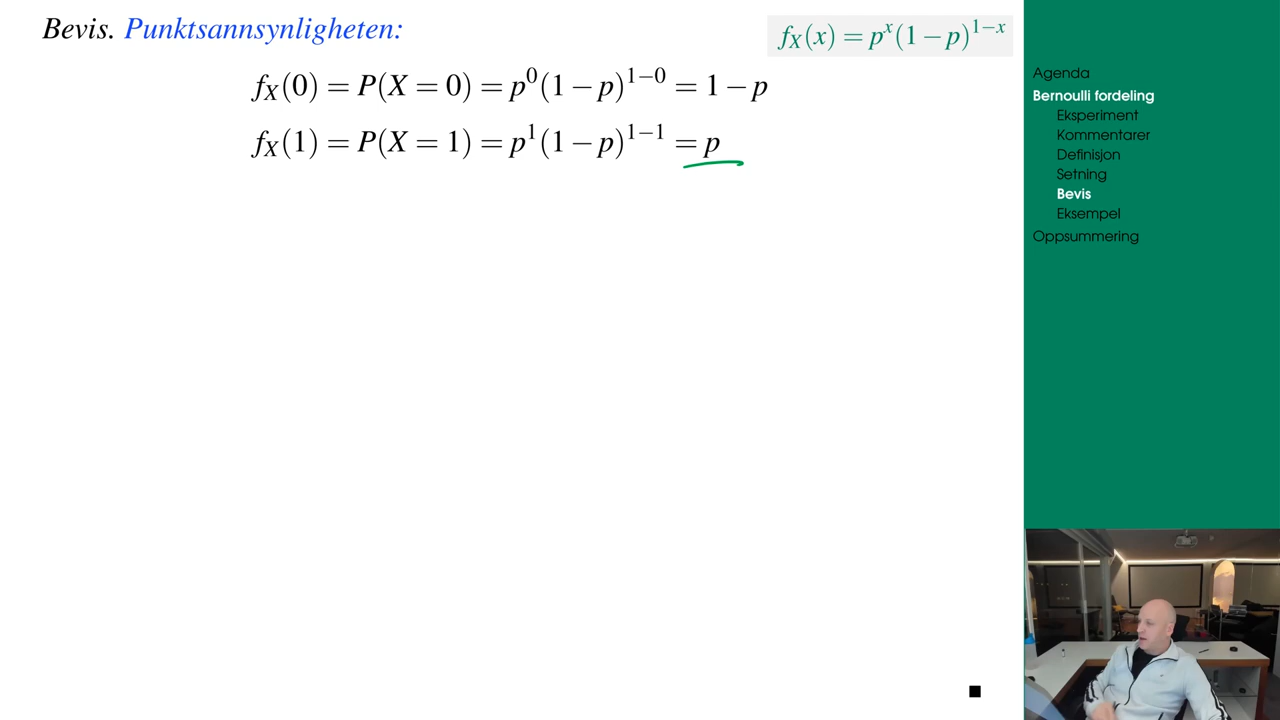 Bevis. Punktsannsynligheten:
f_X(x) = p^x(1−p)^{1−x}
f_X(0) = P(X = 0) = p^0(1−p)^{1−0} = 1−p
f_X(1) = P(X = 1) = p^1(1−p)^{1−1} = p
Agenda
Bernoulli fordeling
Eksperiment
Kommentarer
Definisjon
Setning
Bevis
Eksempel
Oppsummering